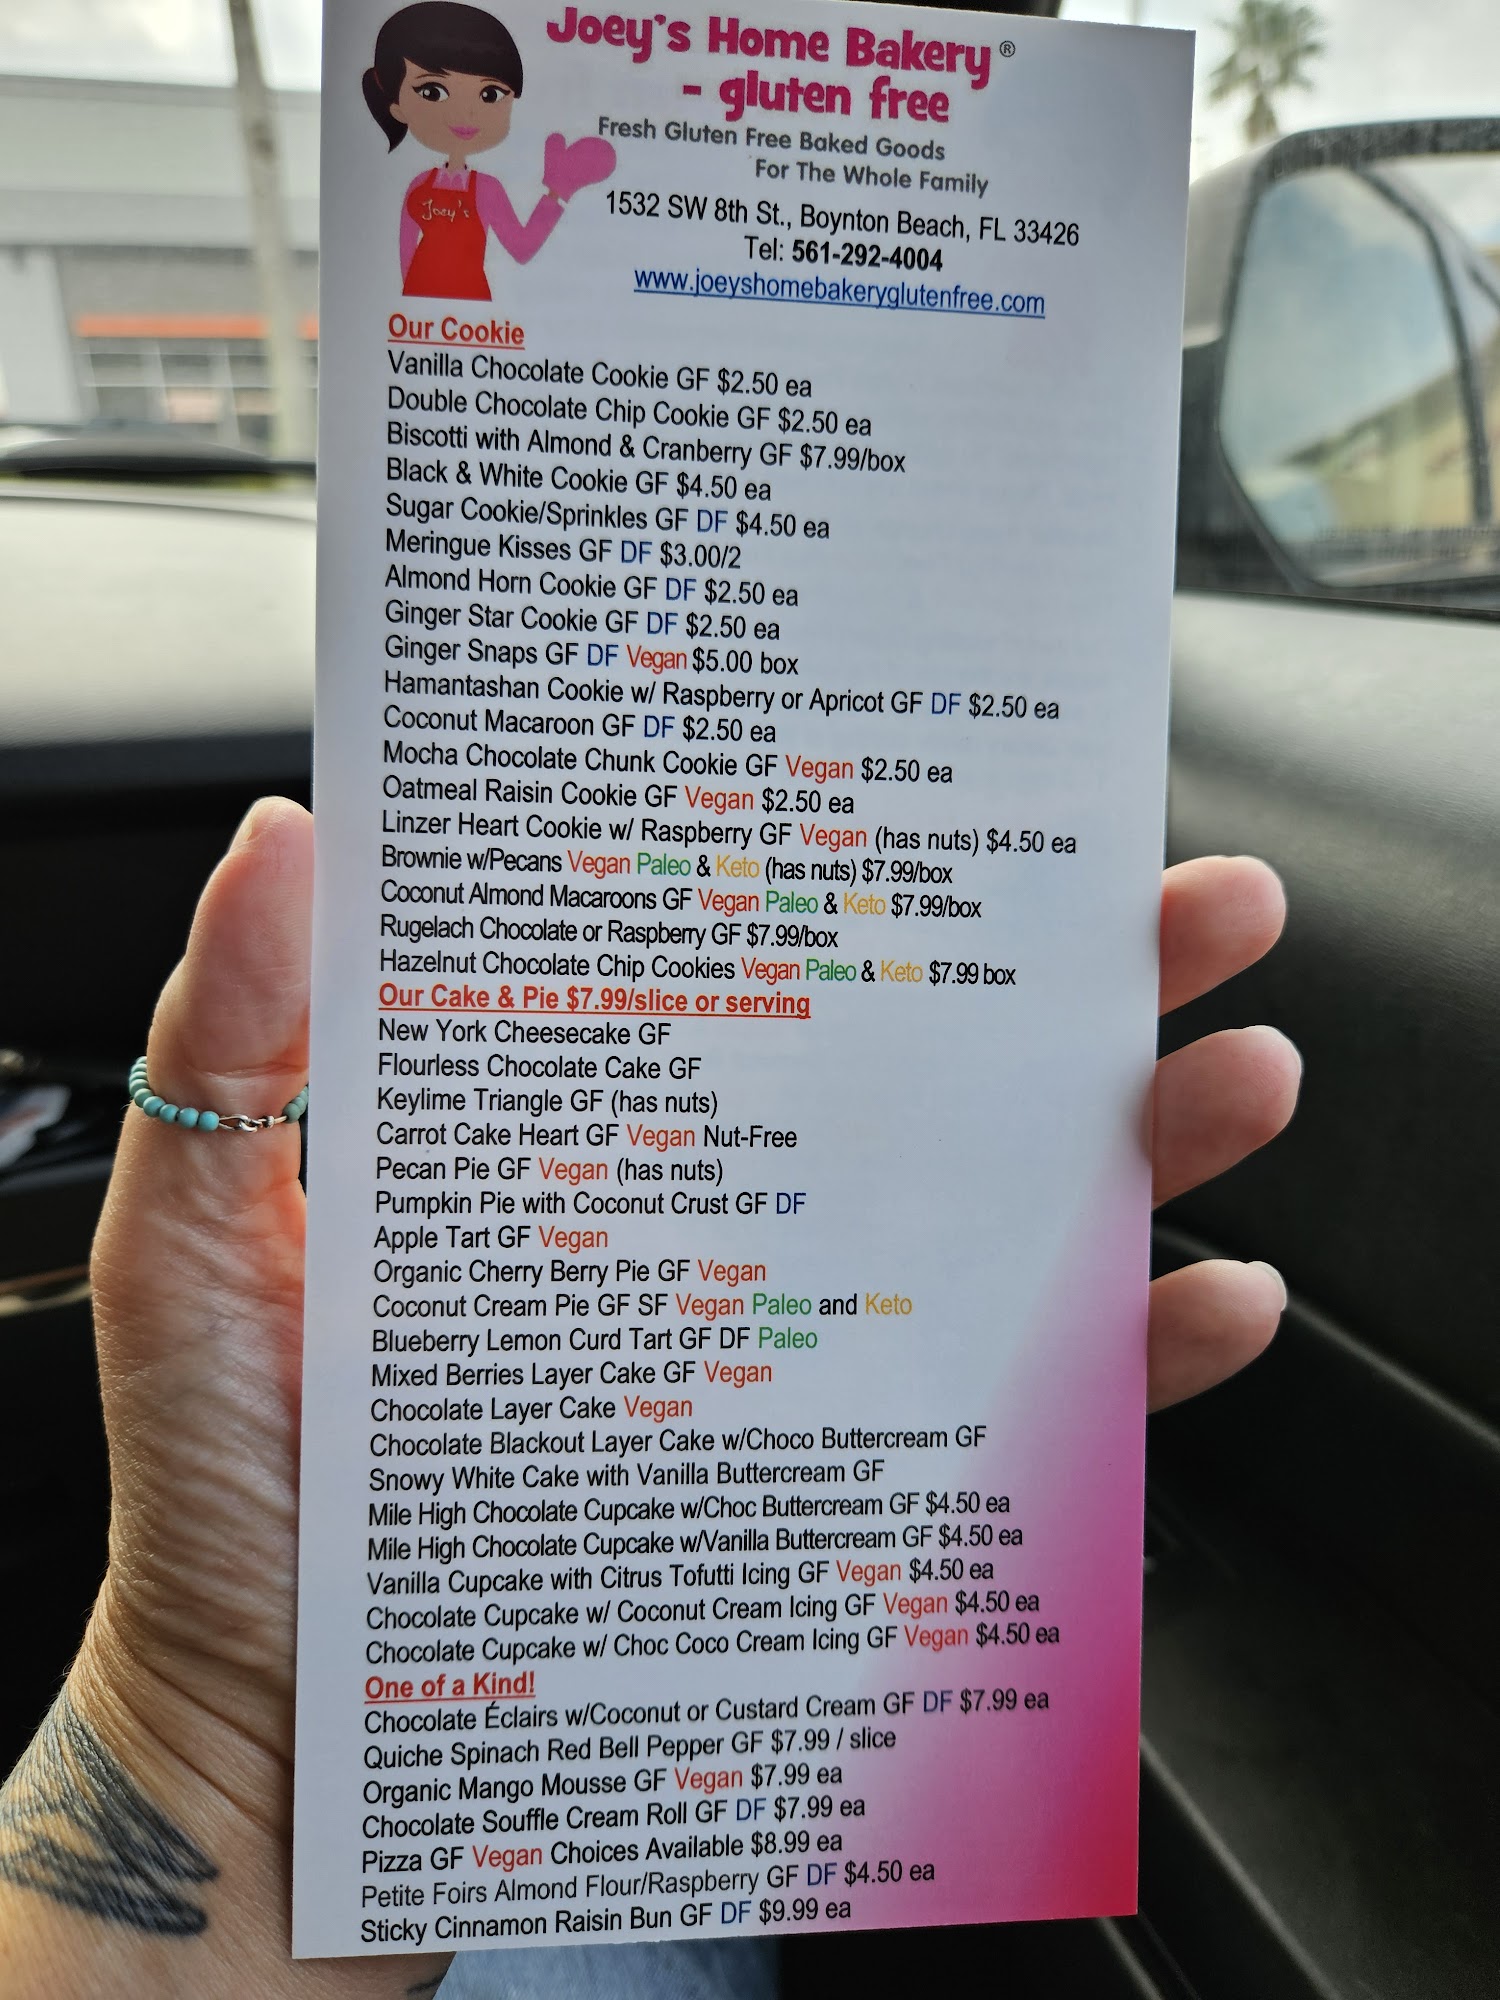 Joey's Home Bakery®
- gluten free
Fresh Gluten Free Baked Goods
For The Whole Family
1532 SW 8th St., Boynton Beach, FL 33426
Tel: 561-292-4004
www.joeyshomebakeryglutenfree.com
Joey's
Our Cookie
Vanilla Chocolate Cookie GF $2.50 ea
Double Chocolate Chip Cookie GF $2.50 ea
Biscotti with Almond & Cranberry GF $7.99/box
Black & White Cookie GF $4.50 ea
Sugar Cookie/Sprinkles GF DF $4.50 ea
Meringue Kisses GF DF $3.00/2
Almond Horn Cookie GF DF $2.50 ea
Ginger Star Cookie GF DF $2.50 ea
Ginger Snaps GF DF Vegan $5.00 box
Hamantashan Cookie w/ Raspberry or Apricot GF DF $2.50 ea
Coconut Macaroon GF DF $2.50 ea
Mocha Chocolate Chunk Cookie GF Vegan $2.50 ea
Oatmeal Raisin Cookie GF Vegan $2.50 ea
Linzer Heart Cookie w/ Raspberry GF Vegan (has nuts) $4.50 ea
Brownie w/Pecans Vegan Paleo & Keto (has nuts) $7.99/box
Coconut Almond Macaroons GF Vegan Paleo & Keto $7.99/box
Rugelach Chocolate or Raspberry GF $7.99/box
Hazelnut Chocolate Chip Cookies Vegan Paleo & Keto $7.99 box
Our Cake & Pie $7.99/slice or serving
New York Cheesecake GF
Flourless Chocolate Cake GF
Keylime Triangle GF (has nuts)
Carrot Cake Heart GF Vegan Nut-Free
Pecan Pie GF Vegan (has nuts)
Pumpkin Pie with Coconut Crust GF DF
Apple Tart GF Vegan
Organic Cherry Berry Pie GF Vegan
Coconut Cream Pie GF SF Vegan Paleo and Keto
Blueberry Lemon Curd Tart GF DF Paleo
Mixed Berries Layer Cake GF Vegan
Chocolate Layer Cake Vegan
Chocolate Blackout Layer Cake w/Choco Buttercream GF
Snowy White Cake with Vanilla Buttercream GF
Mile High Chocolate Cupcake w/Choc Buttercream GF $4.50 ea
Mile High Chocolate Cupcake w/Vanilla Buttercream GF $4.50 ea
Vanilla Cupcake with Citrus Tofutti Icing GF Vegan $4.50 ea
Chocolate Cupcake w/ Coconut Cream Icing GF Vegan $4.50 ea
Chocolate Cupcake w/ Choc Coco Cream Icing GF Vegan $4.50 ea
One of a Kind!
Chocolate Éclairs w/Coconut or Custard Cream GF DF $7.99 ea
Quiche Spinach Red Bell Pepper GF $7.99 / slice
Organic Mango Mousse GF Vegan $7.99 ea
Chocolate Souffle Cream Roll GF DF $7.99 ea
Pizza GF Vegan Choices Available $8.99 ea
Petite Foirs Almond Flour/Raspberry GF DF $4.50 ea
Sticky Cinnamon Raisin Bun GF DF $9.99 ea